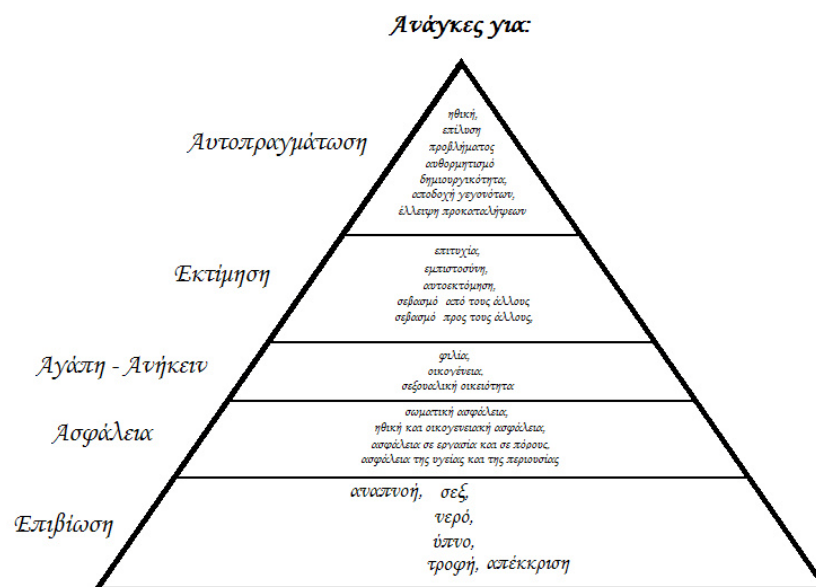 Ανάγκες για:
Αυτοπραγμάτωση
ηθική,
επίλυση
προβλήματος
αυθορμητισμό
δημιουργικότητα,
αποδοχή γεγονότων,
έλλειψη προκαταλήψεων
Εκτίμηση
επιτυχία,
εμπιστοσύνη,
αυτοεκτόμηση,
σεβασμό από τους άλλους
σεβασμό προς τους άλλους,
Αγάπη - Ανήκειν
φιλία,
οικογένεια,
σεξουαλική οικειότητα
Ασφάλεια
σωματική ασφάλεια,
ηθική και οικογενειακή ασφάλεια,
ασφάλεια σε εργασία και σε πόρους,
ασφάλεια της υγείας και της περιουσίας
Επιβίωση
αναπνοή, σεξ,
νερό,
ύπνο,
τροφή, απέκκριση